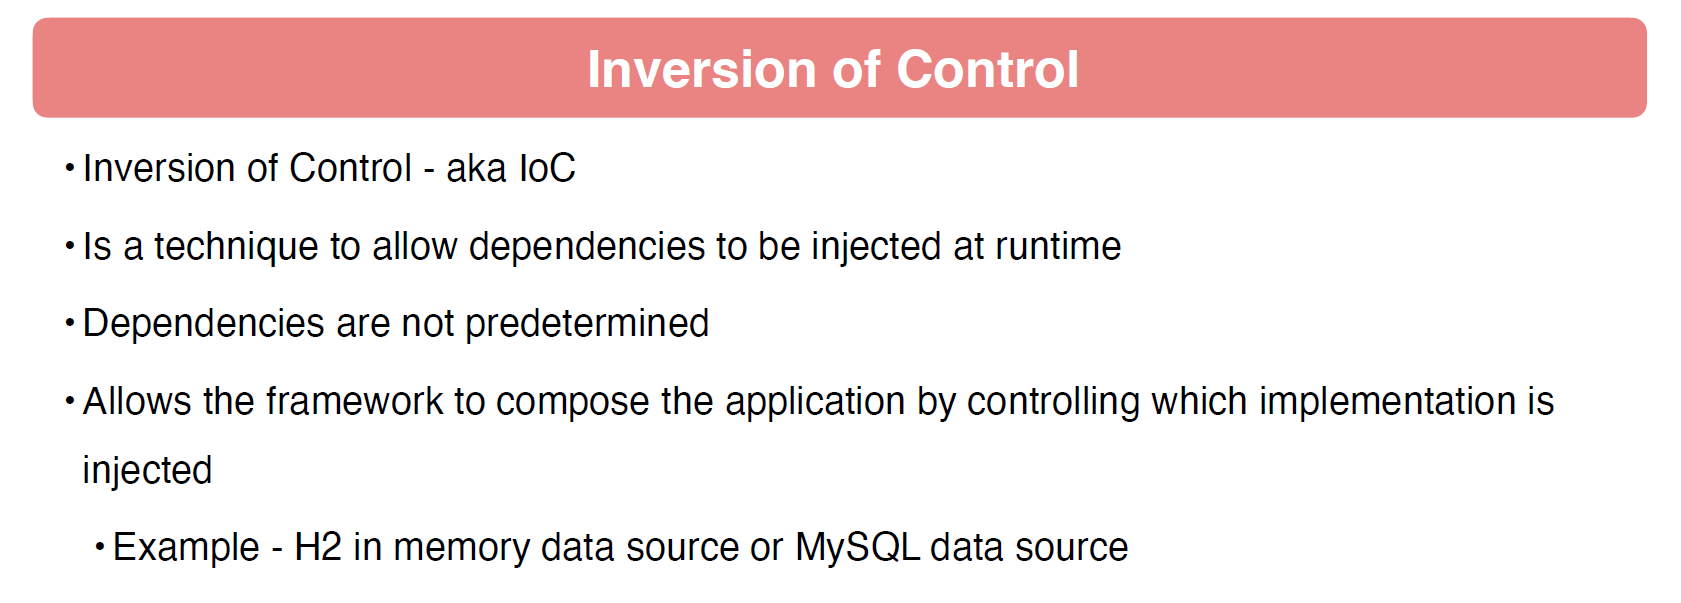 Inversion of Control
• Inversion of Control - aka IoC
• Is a technique to allow dependencies to be injected at runtime
• Dependencies are not predetermined
• Allows the framework to compose the application by controlling which implementation is
injected
• Example - H2 in memory data source or MySQL data source